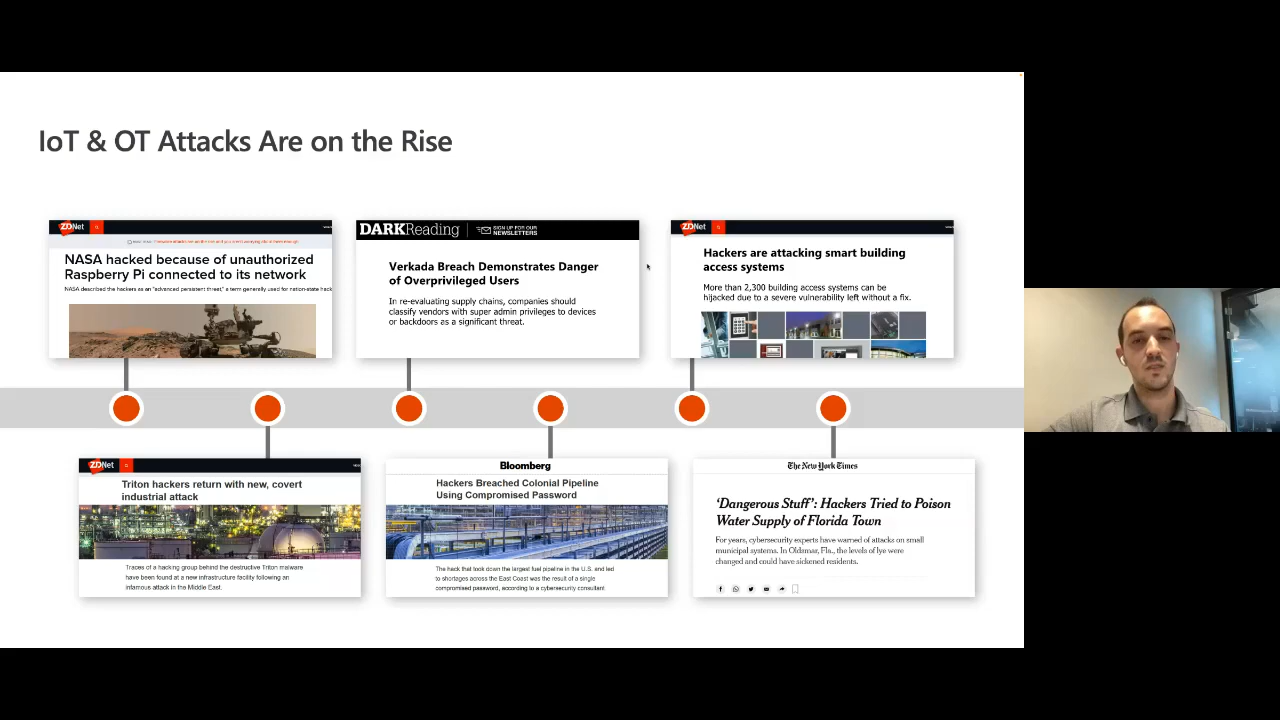 IoT & OT Attacks Are on the Rise
ZDNet
NASA hacked because of unauthorized
Raspberry Pi connected to its network
NASA described the hackers as an "advanced persistent threat," a term generally used for nation-state hack
DARKReading
SIGN UP FOR OUR
NEWSLETTERS
Verkada Breach Demonstrates Danger
of Overprivileged Users
In re-evaluating supply chains, companies should
classify vendors with super admin privileges to devices
or backdoors as a significant threat.
ZDNet
Hackers are attacking smart building
access systems
More than 2,300 building access systems can be
hijacked due to a severe vulnerability left without a fix.
ZDNet
Triton hackers return with new, covert
industrial attack
Traces of a hacking group behind the destructive Triton malware
have been found at a new infrastructure facility following an
infamous attack in the Middle East.
Bloomberg
Hackers Breached Colonial Pipeline
Using Compromised Password
The hack that took down the largest fuel pipeline in the U.S. and led
to shortages across the East Coast was the result of a single
compromised password, according to a cybersecurity consultant
The New York Times
‘Dangerous Stuff’: Hackers Tried to Poison
Water Supply of Florida Town
For years, cybersecurity experts have warned of attacks on small
municipal systems. In Oldsmar, Fla., the levels of lye were
changed and could have sickened residents.